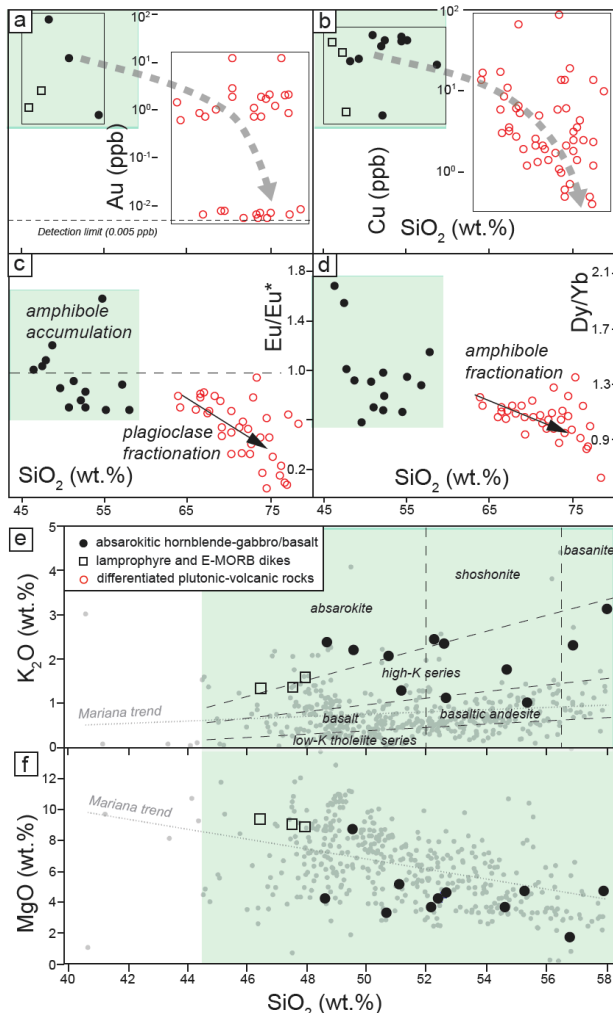 a
10²
10¹
10⁰
10⁻¹
10⁻²
Au (ppb)
Detection limit (0.005 ppb)
b
10²
10¹
10⁰
Cu (ppb)
SiO₂ (wt.%)
c
amphibole
accumulation
plagioclase
fractionation
SiO₂ (wt.%)
Eu/Eu*
1.8
1.4
1.0
0.2
45
55
65
75
d
amphibole
fractionation
SiO₂ (wt.%)
Dy/Yb
2.1
1.7
1.3
0.9
45
55
65
75
e
absarokitic hornblende-gabbro/basalt
lamprophyre and E-MORB dikes
differentiated plutonic-volcanic rocks
basanite
shoshonite
absarokite
high-K series
Mariana trend
basalt
basaltic andesite
low-K tholeiite series
K₂O (wt.%)
5
4
3
2
1
0
f
Mariana trend
MgO (wt.%)
12
10
8
6
4
2
0
40
42
44
46
48
50
52
54
56
58
SiO₂ (wt.%)